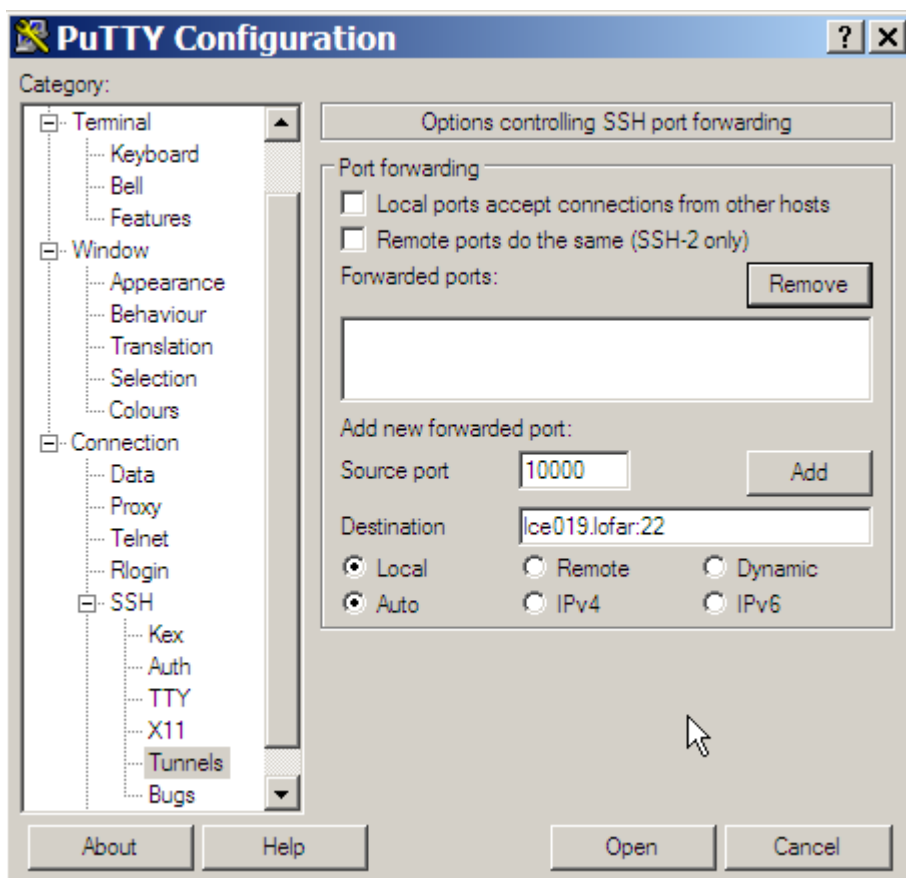 PuTTY Configuration
Category:
Terminal
Keyboard
Bell
Features
Window
Appearance
Behaviour
Translation
Selection
Colours
Connection
Data
Proxy
Telnet
Rlogin
SSH
Kex
Auth
TTY
X11
Tunnels
Bugs
Options controlling SSH port forwarding
Port forwarding
Local ports accept connections from other hosts
Remote ports do the same (SSH-2 only)
Forwarded ports:
Remove
Add new forwarded port:
Source port 10000 Add
Destination lce019.lofar:22
Local Remote Dynamic
Auto IPv4 IPv6
About Help Open Cancel